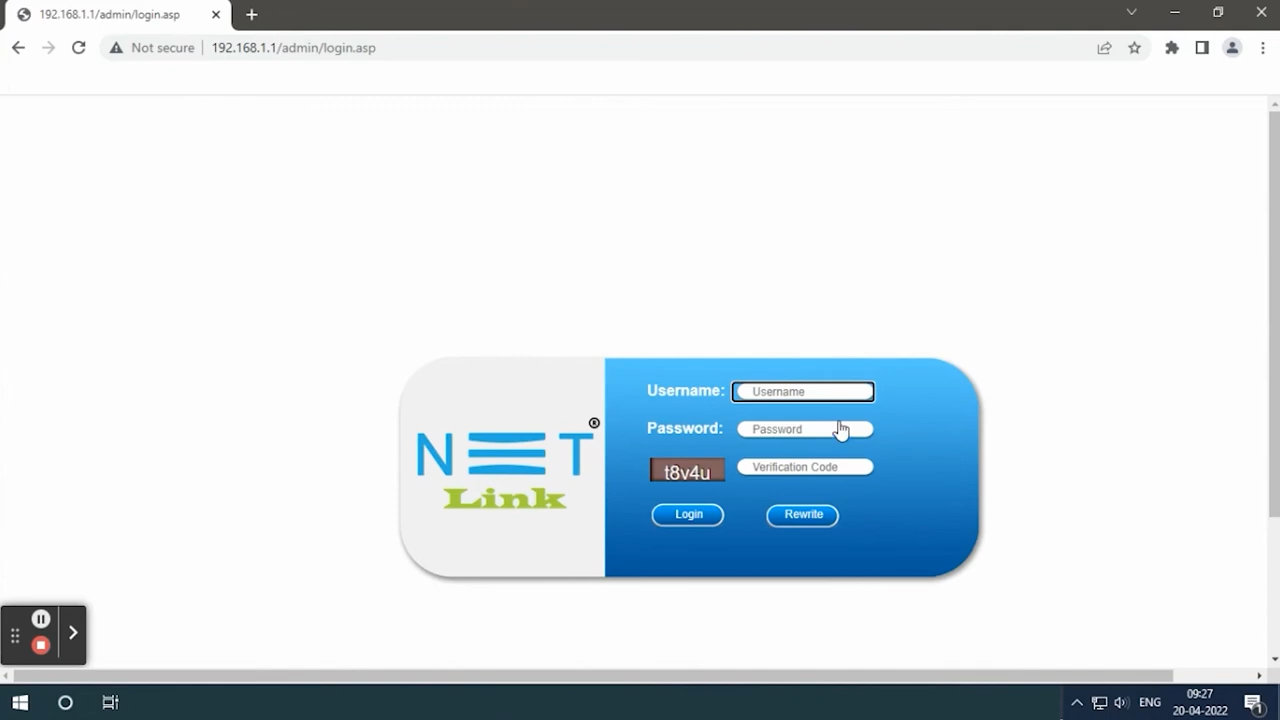 192.168.1.1/admin/login.asp
Not secure
192.168.1.1/admin/login.asp
Username:
Username
Password:
Password
t8v4u
Verification Code
Login
Rewrite
NET
®
Link
ENG
09:27
20-04-2022
1